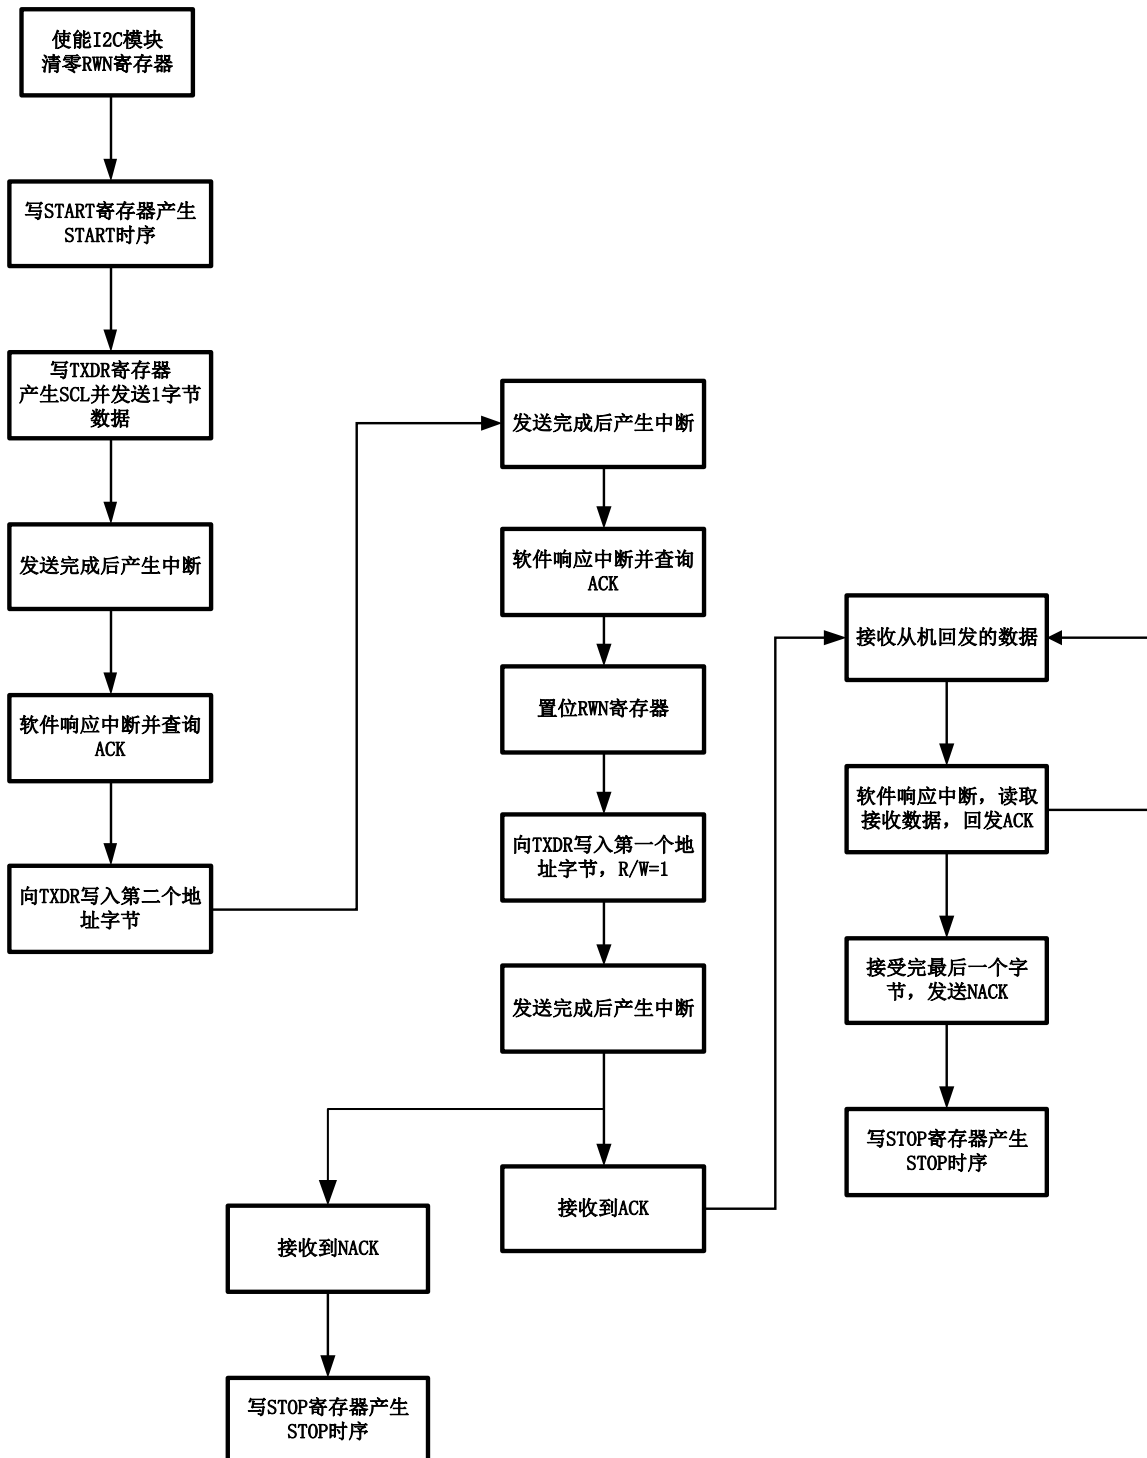 使能I2C模块
清零RWN寄存器
写START寄存器产生
START时序
写TXDR寄存器
产生SCL并发送1字节
数据
发送完成后产生中断
软件响应中断并查询
ACK
向TXDR写入第二个地
址字节
发送完成后产生中断
软件响应中断并查询
ACK
置位RWN寄存器
向TXDR写入第一个地
址字节，R/W=1
发送完成后产生中断
接收到NACK
写STOP寄存器产生
STOP时序
接收到ACK
接收从机回发的数据
软件响应中断，读取
接收数据，回发ACK
接受完最后一个字
节，发送NACK
写STOP寄存器产生
STOP时序